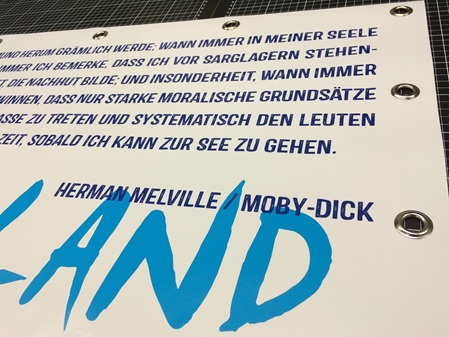 UND HERUM GRÄMLICH WERDE; WANN IMMER IN MEINER SEELE
IMMER ICH BEMERKE, DASS ICH VOR SARGLAGERN STEHEN-
DIE NACHHUT BILDE; UND INSONDERHEIT, WANN IMMER
WINNEN, DASS NUR STARKE MORALISCHE GRUNDSÄTZE
ASSE ZU TRETEN UND SYSTEMATISCH DEN LEUTEN
ZEIT, SOBALD ICH KANN ZUR SEE ZU GEHEN.
HERMAN MELVILLE / MOBY-DICK
LAND